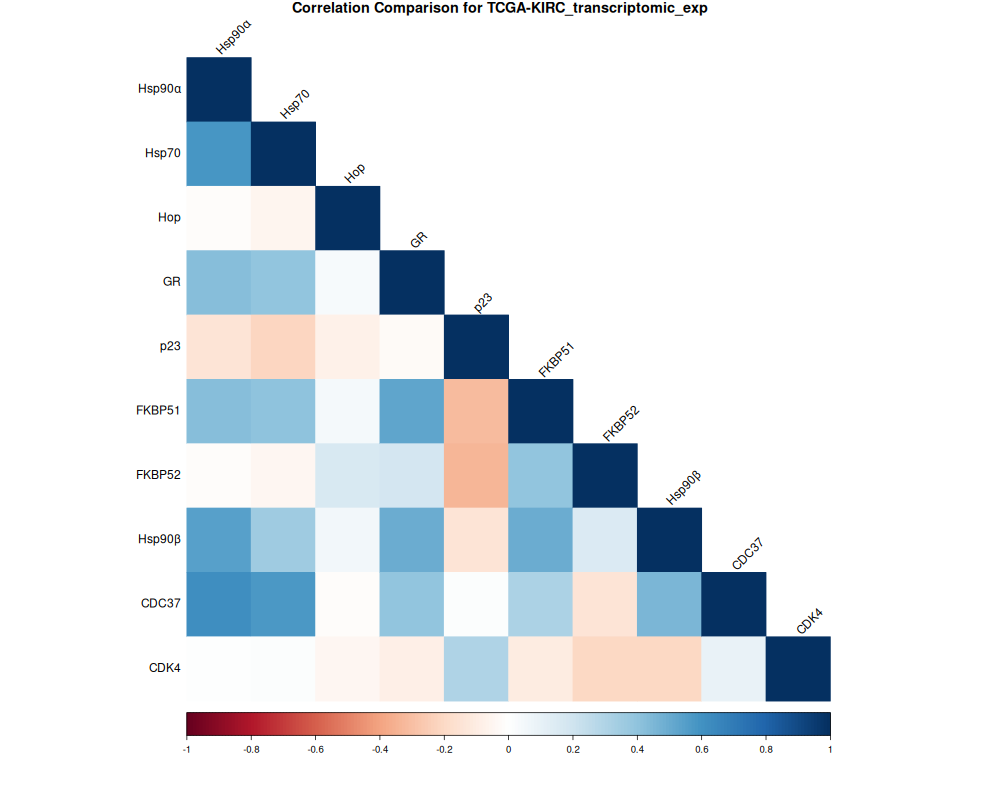 Correlation Comparison for TCGA-KIRC_transcriptomic_exp
Hsp90α
Hsp90α
Hsp70
Hsp70
Hop
Hop
GR
GR
p23
p23
FKBP51
FKBP51
FKBP52
FKBP52
Hsp90β
Hsp90β
CDC37
CDC37
CDK4
CDK4
-1 -0.8 -0.6 -0.4 -0.2 0 0.2 0.4 0.6 0.8 1